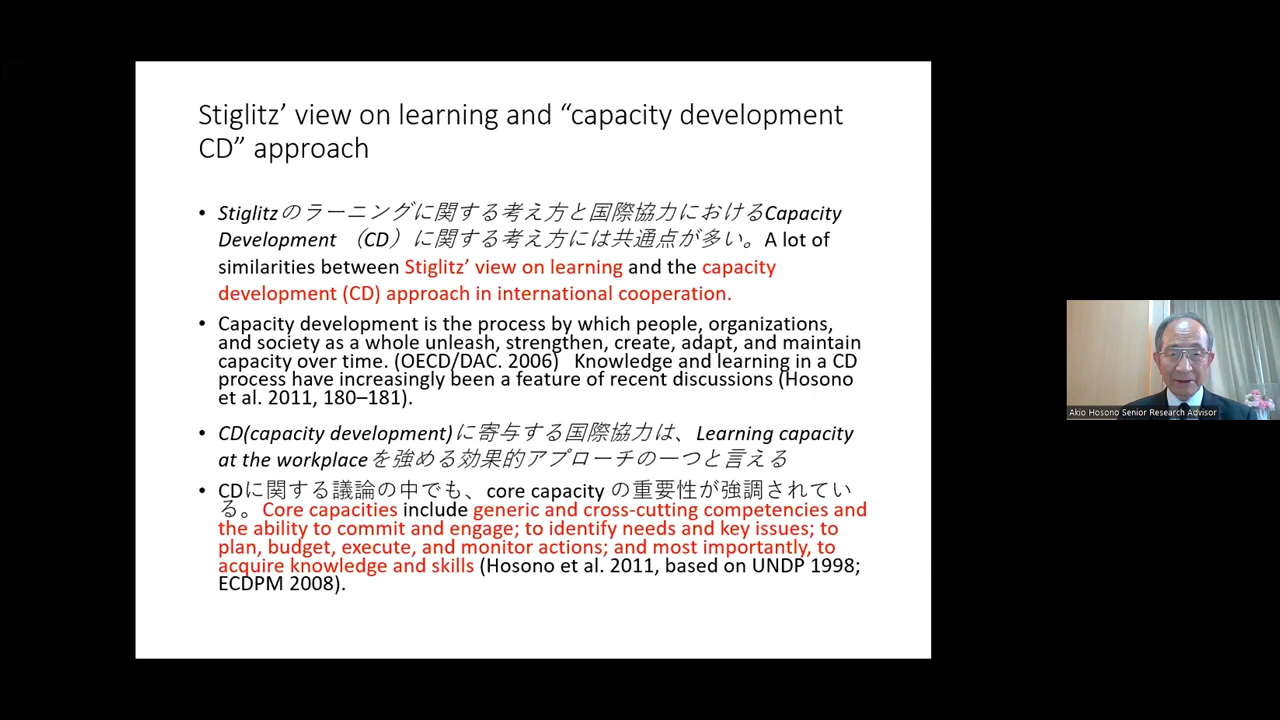 Stiglitz’ view on learning and “capacity development
CD” approach
• Stiglitzのラーニングに関する考え方と国際協力におけるCapacity
Development （CD）に関する考え方には共通点が多い。A lot of
similarities between Stiglitz’ view on learning and the capacity
development (CD) approach in international cooperation.
• Capacity development is the process by which people, organizations,
and society as a whole unleash, strengthen, create, adapt, and maintain
capacity over time. (OECD/DAC. 2006) Knowledge and learning in a CD
process have increasingly been a feature of recent discussions (Hosono
et al. 2011, 180–181).
• CD(capacity development)に寄与する国際協力は、Learning capacity
at the workplaceを強める効果的アプローチの一つと言える
• CDに関する議論の中でも、core capacity の重要性が強調されてい
る。Core capacities include generic and cross-cutting competencies and
the ability to commit and engage; to identify needs and key issues; to
plan, budget, execute, and monitor actions; and most importantly, to
acquire knowledge and skills (Hosono et al. 2011, based on UNDP 1998;
ECDPM 2008).
Akio Hosono Senior Research Advisor